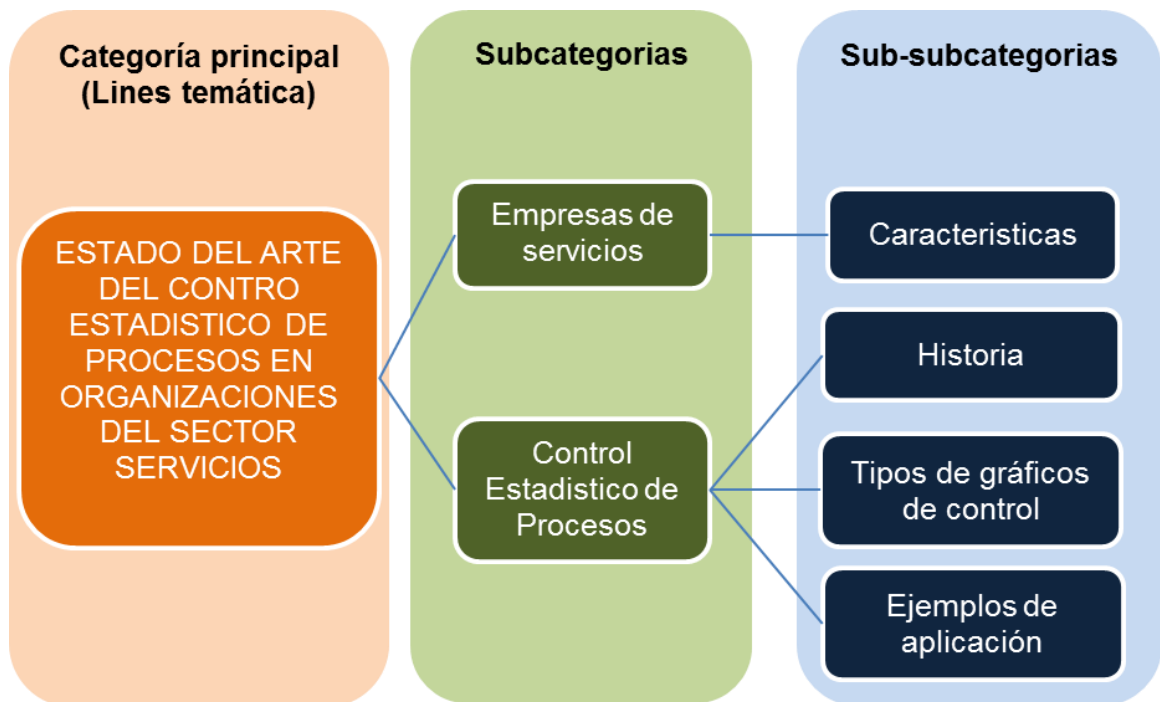 Categoría principal
(Lines temática)
ESTADO DEL ARTE
DEL CONTRO
ESTADISTICO DE
PROCESOS EN
ORGANIZACIONES
DEL SECTOR
SERVICIOS
Subcategorias
Empresas de
servicios
Control
Estadistico de
Procesos
Sub-subcategorias
Caracteristicas
Historia
Tipos de gráficos
de control
Ejemplos de
aplicación